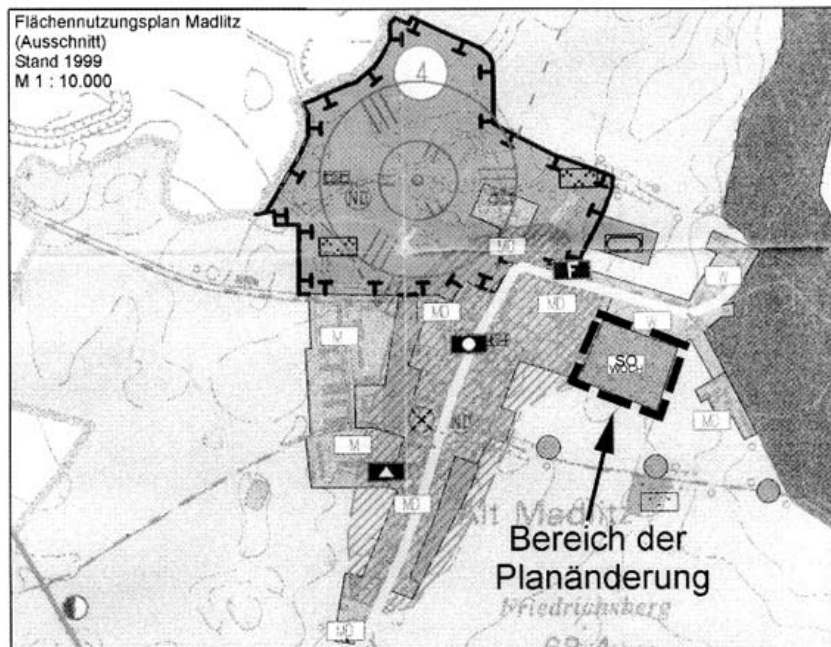 Flächennutzungsplan Madlitz
(Ausschnitt)
Stand 1999
M 1 : 10.000
4
ND
MD
F
W
MD
MD
W
M
SO
WOCH
MD
ND
M
MD
Alt Madlitz
Bereich der
Planänderung
Friedrichsberg
MD